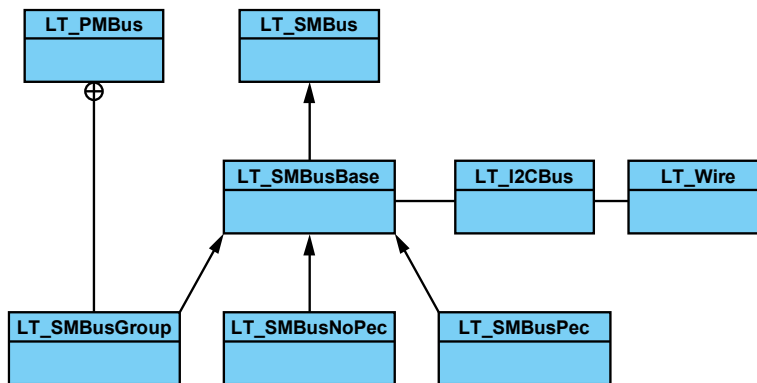 LT_PMBus
LT_SMBus
LT_SMBusBase
LT_I2CBus
LT_Wire
LT_SMBusGroup
LT_SMBusNoPec
LT_SMBusPec